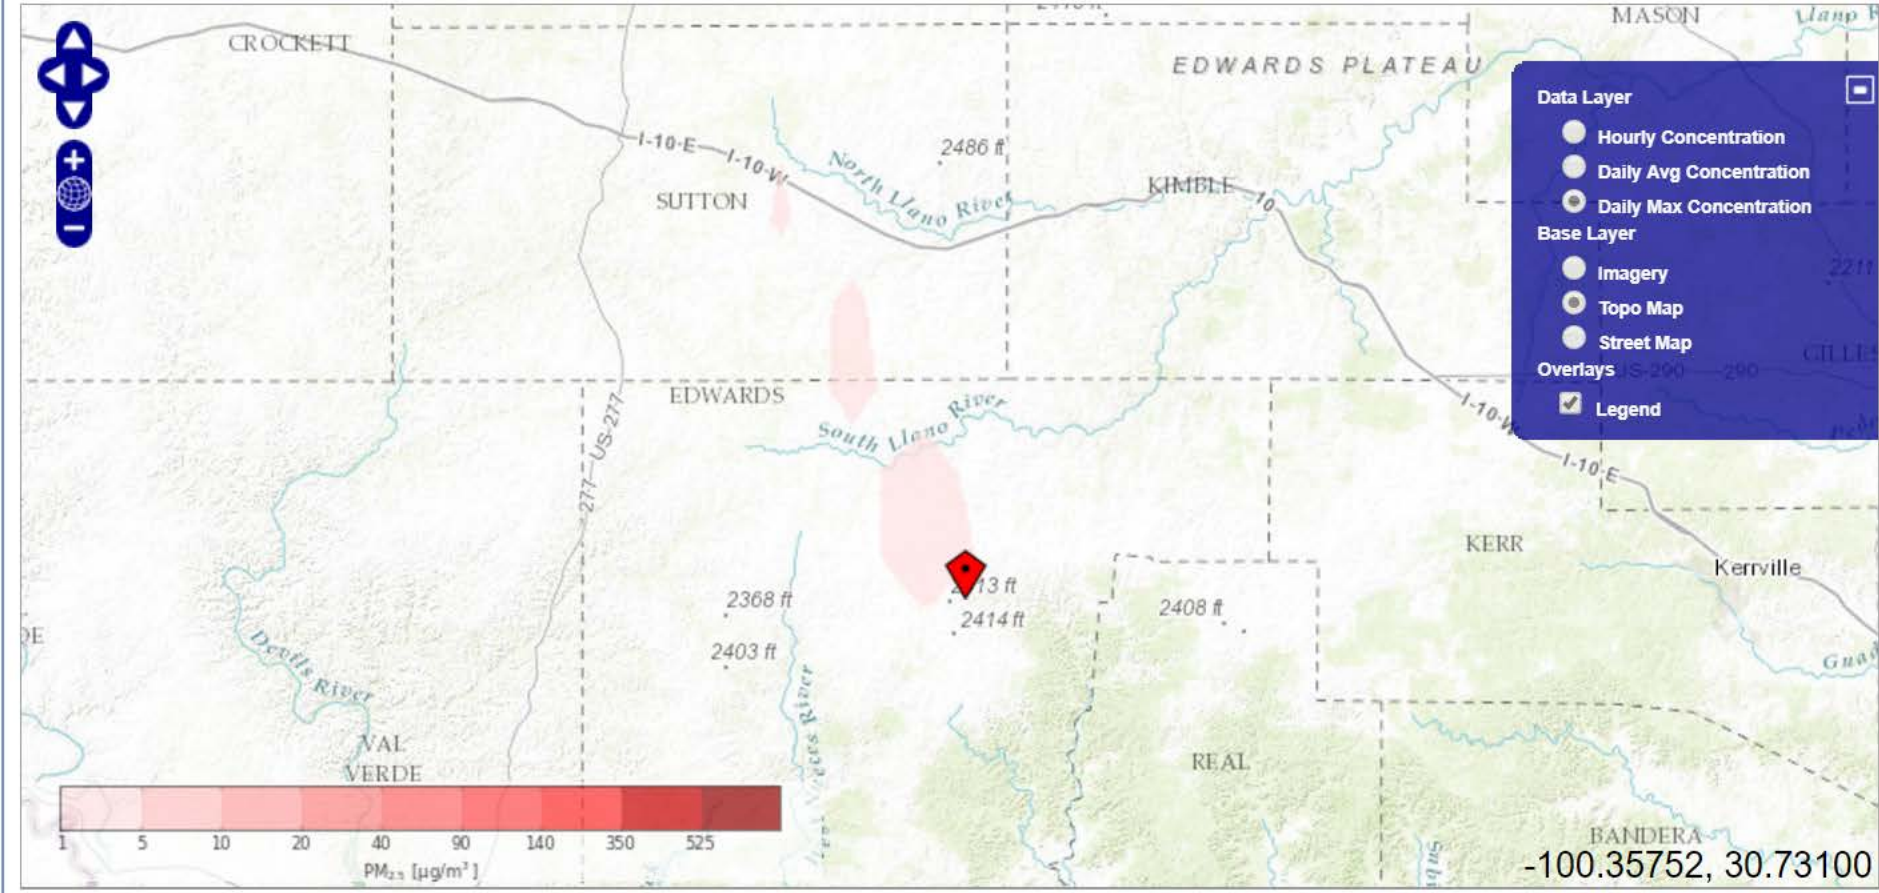 CROCKETT
MASON
Llano R
EDWARDS PLATEAU
2486 ft
I-10-E
I-10-W
North Llano River
SUTTON
KIMBLE
10
Data Layer
Hourly Concentration
Daily Avg Concentration
Daily Max Concentration
Base Layer
Imagery
Topo Map
Street Map
Overlays
Legend
2211
GILLES
US-290
290
EDWARDS
South Llano River
277
US-277
I-10-W
I-10-E
KERR
Kerrville
2368 ft
13 ft
2414 ft
2408 ft
2403 ft
Devils River
Guad
VAL
VERDE
REAL
BANDERA
1 5 10 20 40 90 140 350 525
PM2.5 [µg/m³]
-100.35752, 30.73100